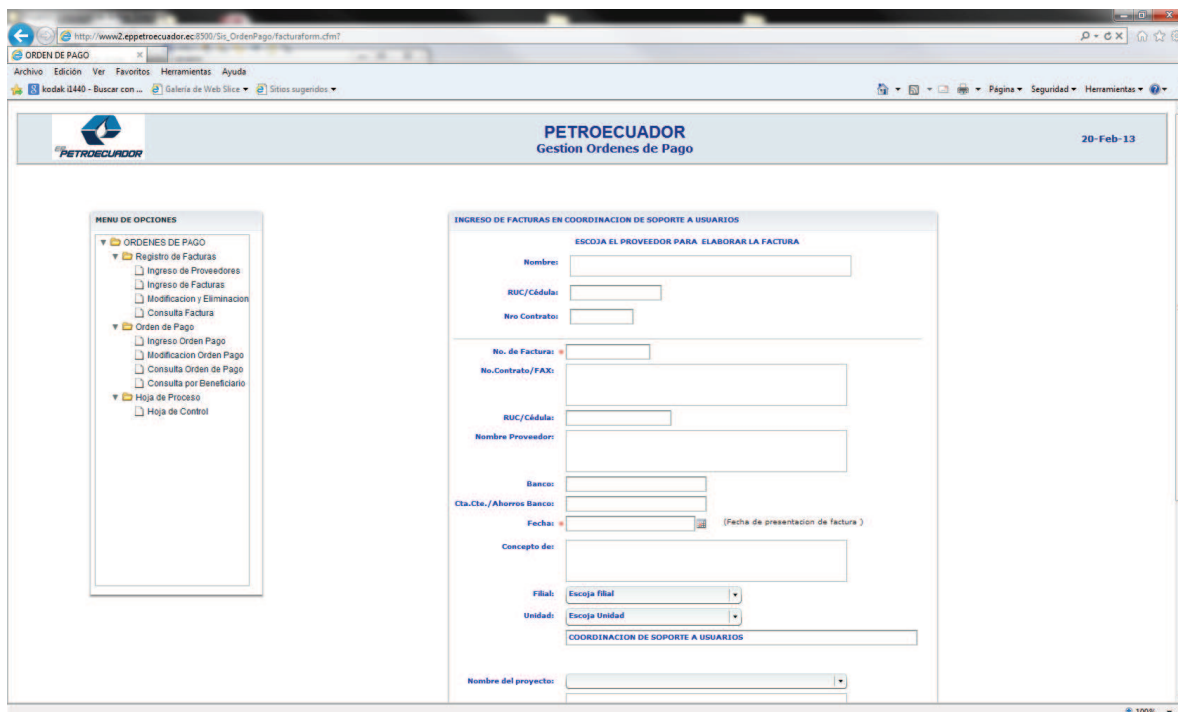 http://www2.eppetroecuador.ec:8500/Sis_OrdenPago/facturaform.cfm?
ORDEN DE PAGO
Archivo Edición Ver Favoritos Herramientas Ayuda
kodak i1440 - Buscar con ... Galería de Web Slice Sitios sugeridos Página Seguridad Herramientas
EP PETROECUADOR
PETROECUADOR
Gestion Ordenes de Pago
20-Feb-13
MENU DE OPCIONES
ORDENES DE PAGO
Registro de Facturas
Ingreso de Proveedores
Ingreso de Facturas
Modificacion y Eliminacion
Consulta Factura
Orden de Pago
Ingreso Orden Pago
Modificacion Orden Pago
Consulta Orden de Pago
Consulta por Beneficiario
Hoja de Proceso
Hoja de Control
INGRESO DE FACTURAS EN COORDINACION DE SOPORTE A USUARIOS
ESCOJA EL PROVEEDOR PARA ELABORAR LA FACTURA
Nombre:
RUC/Cédula:
Nro Contrato:
No. de Factura: *
No.Contrato/FAX:
RUC/Cédula:
Nombre Proveedor:
Banco:
Cta.Cte./Ahorros Banco:
Fecha: * (Fecha de presentacion de factura )
Concepto de:
Filial: Escoja filial
Unidad: Escoja Unidad
COORDINACION DE SOPORTE A USUARIOS
Nombre del proyecto:
100%